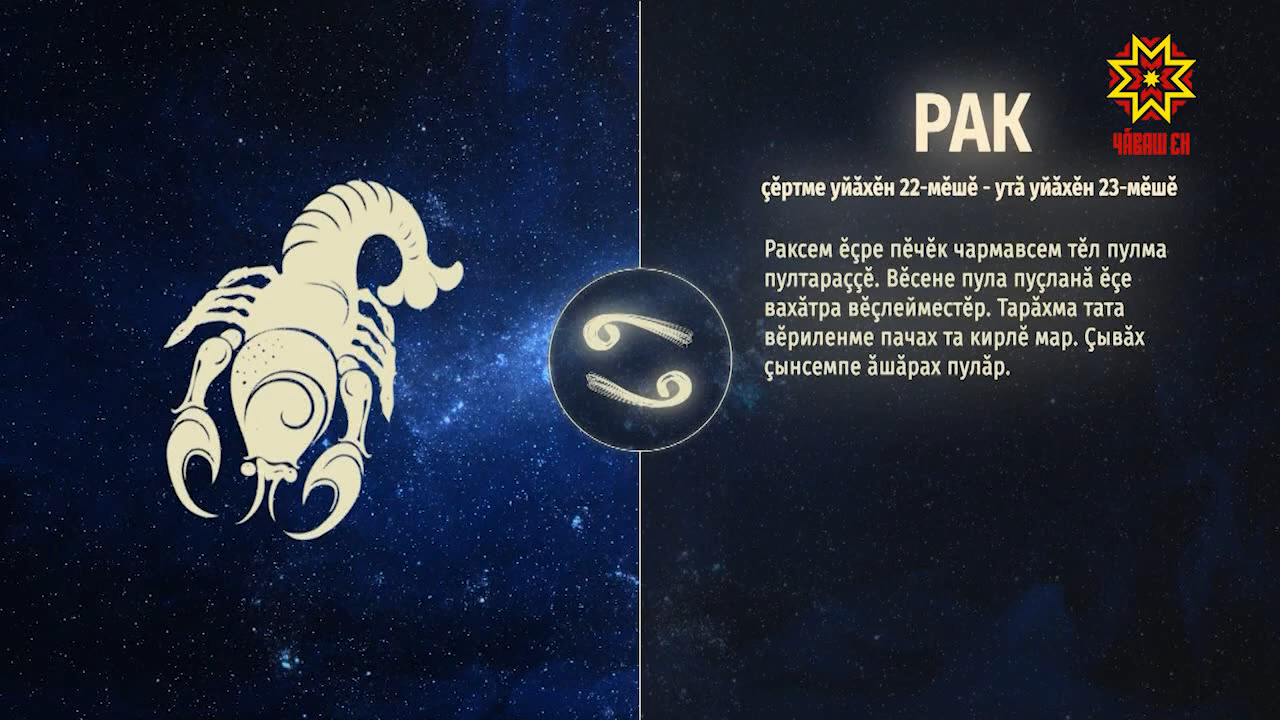 РАК
ЧӐВАШ ЕН
ҫӗртме уйӑхӗн 22-мӗшӗ - утӑ уйӑхӗн 23-мӗшӗ
Раксем ӗҫре пӗчӗк чармавсем тӗл пулма
пултараҫҫӗ. Вӗсене пула пуҫланӑ ӗҫе
вахӑтра вӗҫлейместӗр. Тарӑхма тата
вӗриленме пачах та кирлӗ мар. Ҫывӑх
ҫынсемпе ӑшӑрах пулӑр.